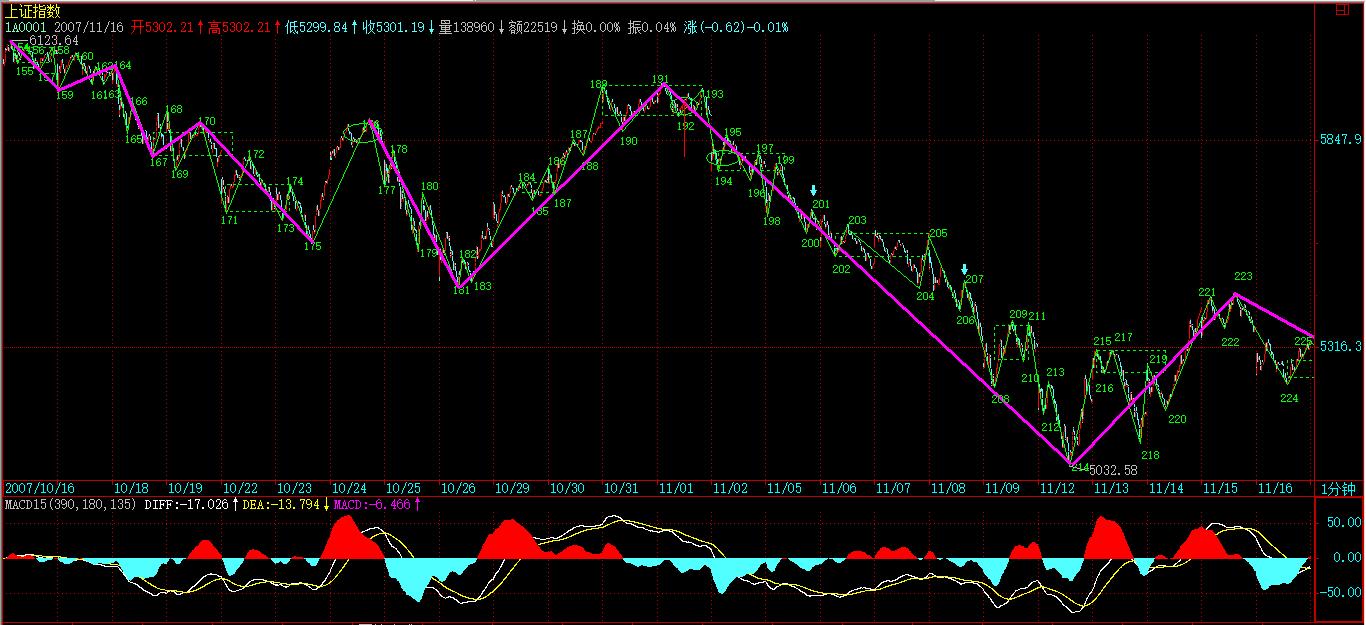 上证指数
1A0001 2007/11/16 开5302.21↑高5302.21↑低5299.84↑收5301.19↓量138960↓额22519↓换0.00% 振0.04% 涨(-0.62)-0.01%
6123.64
156 158 160 164
155 159 163
166 168 170 172 174
165 167 169 171 173 175
178 180 182
177 179 181 183
184 186 187 189 191 193
185 187 188 190 192
195 197 199 201 203 205 207
194 196 198 200 202 204 206
209 211 213 215 217 219 221 223 225
208 210 212 214 216 218 220 222 224
5032.58
5847.9
5316.3
2007/10/16 10/18 10/19 10/22 10/23 10/24 10/25 10/26 10/29 10/30 10/31 11/01 11/02 11/05 11/06 11/07 11/08 11/09 11/12 11/13 11/14 11/15 11/16 1分钟
MACD15(390,180,135) DIFF:-17.026↑DEA:-13.794↓MACD:-6.466↑
50.00
0.00
-50.00